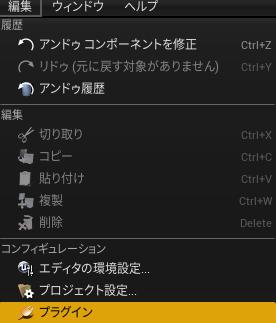 編集 ウィンドウ ヘルプ
履歴
アンドゥ コンポーネントを修正 Ctrl+Z
リドゥ (元に戻す対象がありません) Ctrl+Y
アンドゥ履歴
編集
切り取り Ctrl+X
コピー Ctrl+C
貼り付け Ctrl+V
複製 Ctrl+W
削除 Delete
コンフィギュレーション
エディタの環境設定...
プロジェクト設定...
プラグイン